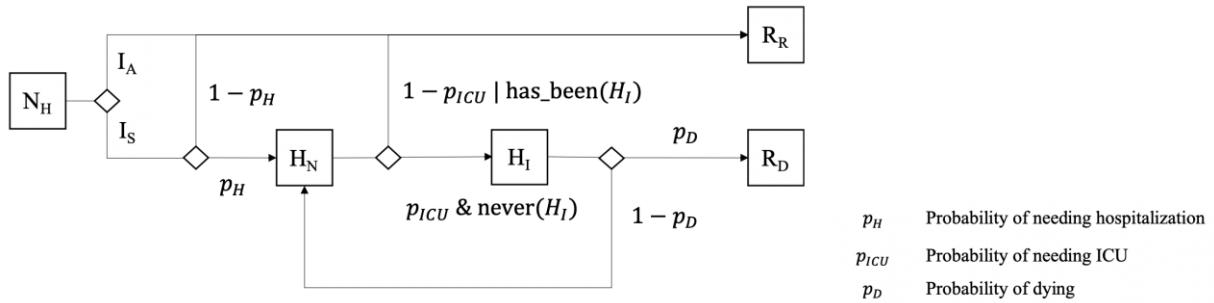 R_R
I_A
N_H
1 − p_H
1 − p_ICU | has_been(H_I)
I_S
p_D
H_N
H_I
R_D
p_H
p_ICU & never(H_I)
1 − p_D
p_H Probability of needing hospitalization
p_ICU Probability of needing ICU
p_D Probability of dying